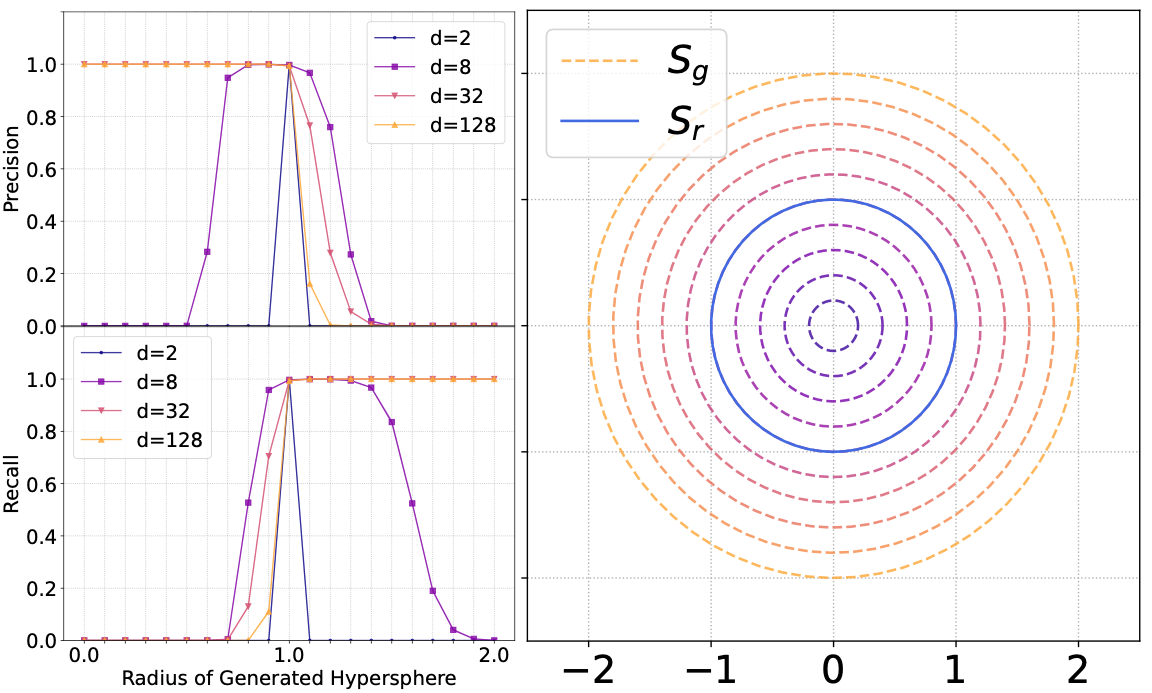 Precision
1.0
0.8
0.6
0.4
0.2
0.0
d=2
d=8
d=32
d=128
Recall
1.0
0.8
0.6
0.4
0.2
0.0
d=2
d=8
d=32
d=128
0.0 1.0 2.0
Radius of Generated Hypersphere
S_g
S_r
−2 −1 0 1 2